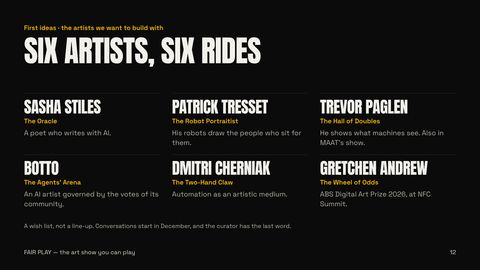 First ideas · the artists we want to build with
SIX ARTISTS, SIX RIDES
SASHA STILES
The Oracle
A poet who writes with AI.
PATRICK TRESSET
The Robot Portraitist
His robots draw the people who sit for
them.
TREVOR PAGLEN
The Hall of Doubles
He shows what machines see. Also in
MAAT's show.
BOTTO
The Agents' Arena
An AI artist governed by the votes of its
community.
DMITRI CHERNIAK
The Two-Hand Claw
Automation as an artistic medium.
GRETCHEN ANDREW
The Wheel of Odds
ABS Digital Art Prize 2026, at NFC
Summit.
A wish list, not a line-up. Conversations start in December, and the curator has the last word.
FAIR PLAY — the art show you can play
12